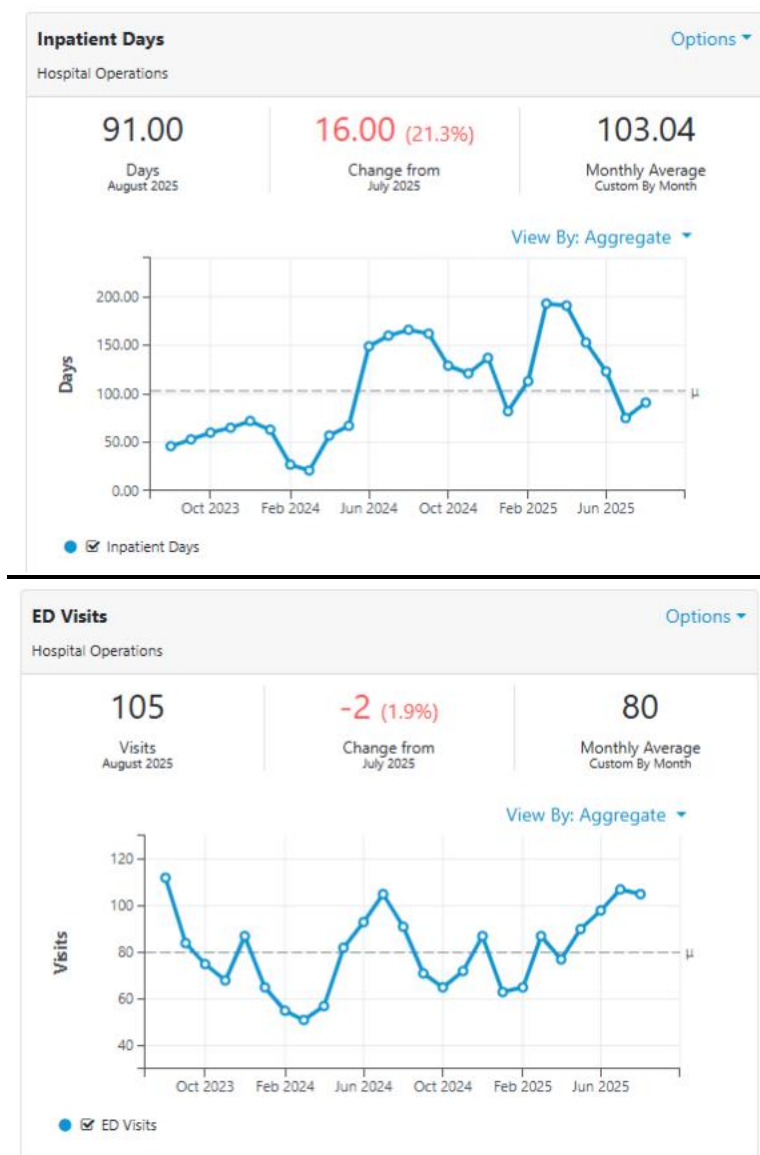 Inpatient Days Options
Hospital Operations
91.00 16.00 (21.3%) 103.04
Days Change from Monthly Average
August 2025 July 2025 Custom By Month
View By: Aggregate
200.00
150.00
Days
100.00 μ
50.00
0.00
Oct 2023 Feb 2024 Jun 2024 Oct 2024 Feb 2025 Jun 2025
Inpatient Days
ED Visits Options
Hospital Operations
105 -2 (1.9%) 80
Visits Change from Monthly Average
August 2025 July 2025 Custom By Month
View By: Aggregate
120
100
Visits
80 μ
60
40
Oct 2023 Feb 2024 Jun 2024 Oct 2024 Feb 2025 Jun 2025
ED Visits